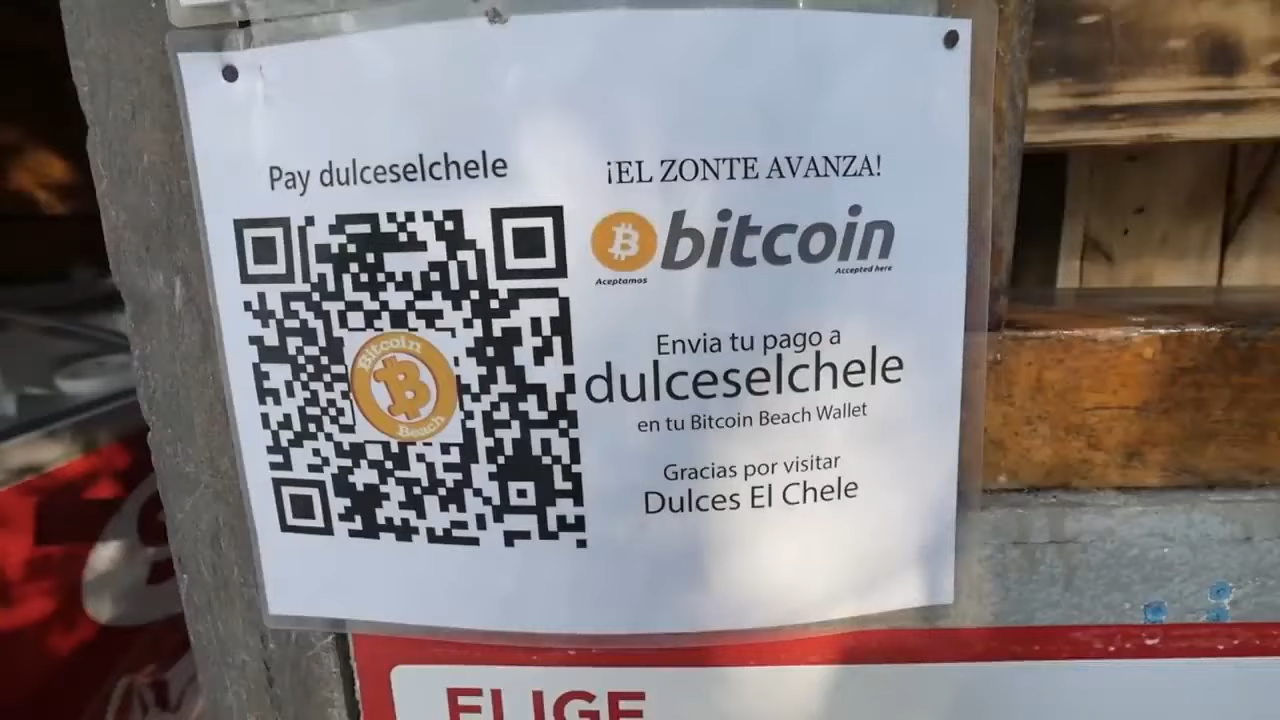 Pay dulceselchele
Bitcoin
Beach
¡EL ZONTE AVANZA!
bitcoin
Aceptamos
Accepted here
Envia tu pago a
dulceselchele
en tu Bitcoin Beach Wallet
Gracias por visitar
Dulces El Chele
ELIGE